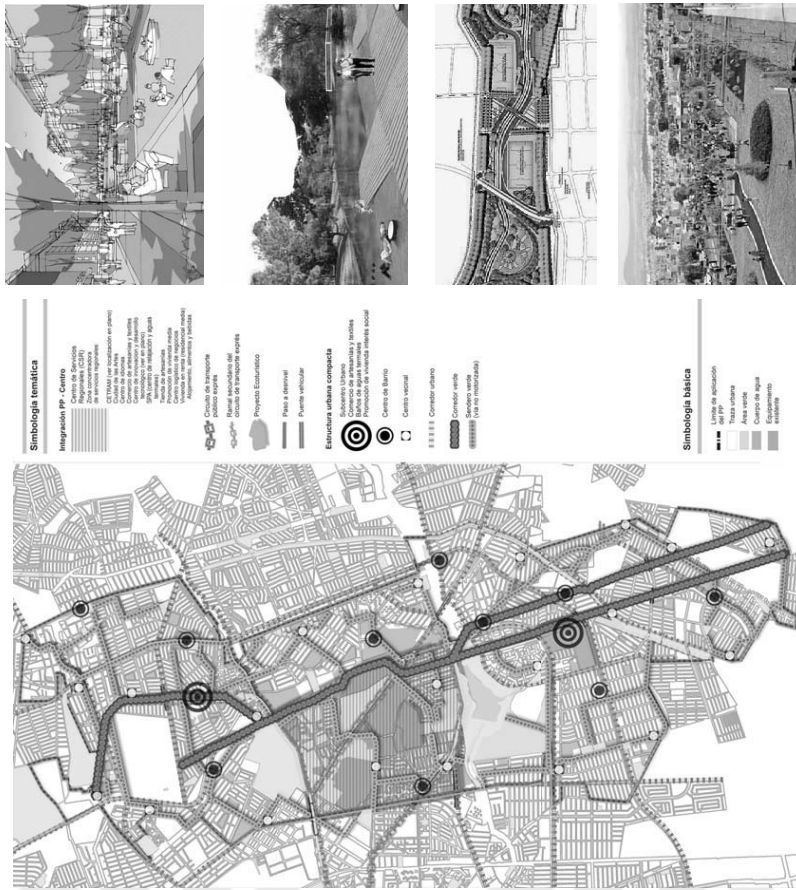 Simbología temática
Integracion PP - Centro
Centro de Servicios
Regionales (CSR)
Zona concentradora
de servicios regionales
CETRAM (ver localización en plano)
Ciudad de las Artes
Centro de idiomas
Comercio de artesanías y textiles
Centro de innovación y desarrollo
tecnológico (ver en plano)
SPA (centro de relajación y aguas
termales)
Tienda de artesanías
Promoción de vivienda media
Centro logístico de negocios
Vivienda en renta (residencial media)
Alojamiento, alimentos y bebidas
Circuito de transporte
público exprés
Ramal secundario del
circuito de transporte exprés
Proyecto Ecoturístico
Paso a desnivel
Puente vehicular
Estructura urbana compacta
Subcentro Urbano
Comercio de artesanías y textiles
Baños de aguas termales
Promoción de vivienda interés social
Centro de Barrio
Centro vecinal
Corredor urbano
Corredor verde
Sendero verde
(vía no motorizada)
Simbología básica
Límite de aplicación
del PP
Traza urbana
Área verde
Cuerpo de agua
Equipamiento
existente